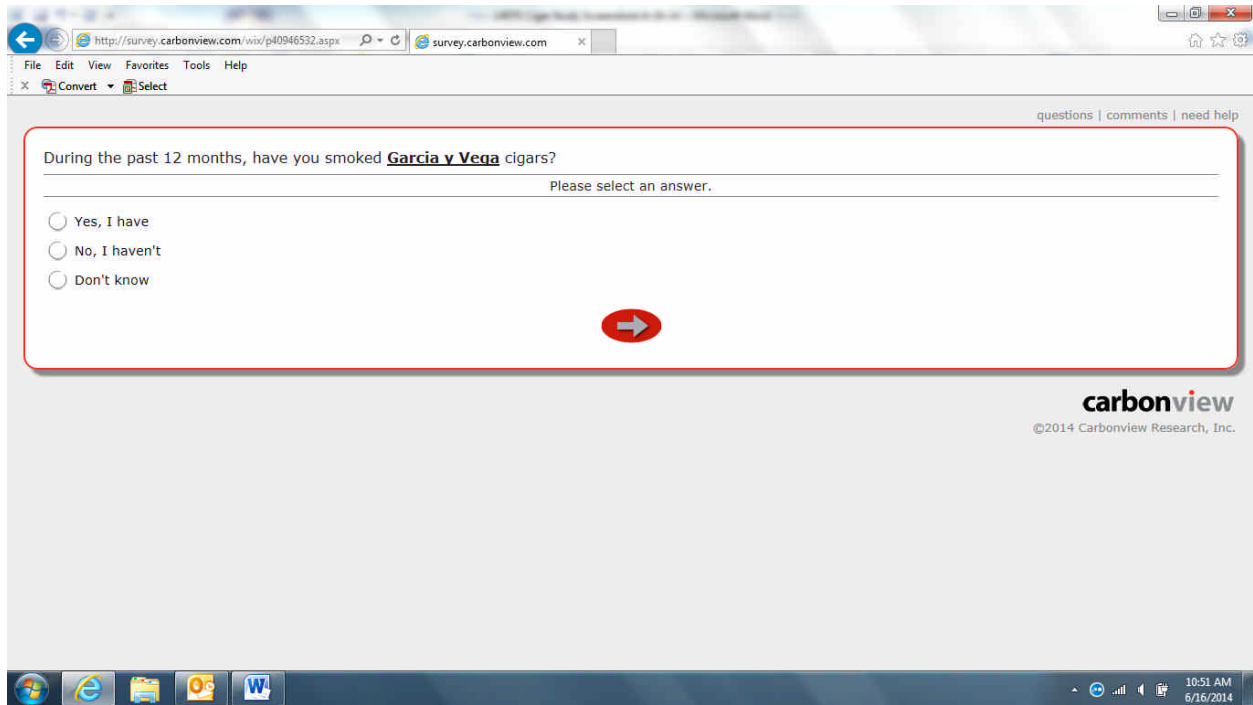 http://survey.carbonview.com/wix/p40946532.aspx
survey.carbonview.com
File Edit View Favorites Tools Help
Convert Select
questions | comments | need help
During the past 12 months, have you smoked Garcia y Vega cigars?
Please select an answer.
Yes, I have
No, I haven't
Don't know
carbonview
©2014 Carbonview Research, Inc.
10:51 AM
6/16/2014